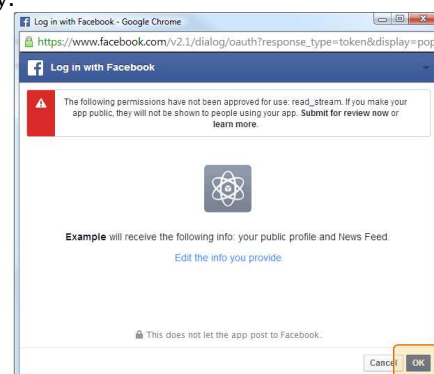 y.
Log in with Facebook - Google Chrome
https://www.facebook.com/v2.1/dialog/oauth?response_type=token&display=pop
Log in with Facebook
The following permissions have not been approved for use: read_stream. If you make your
app public, they will not be shown to people using your app. Submit for review now or
learn more.
Example will receive the following info: your public profile and News Feed.
Edit the info you provide
This does not let the app post to Facebook.
Cancel OK